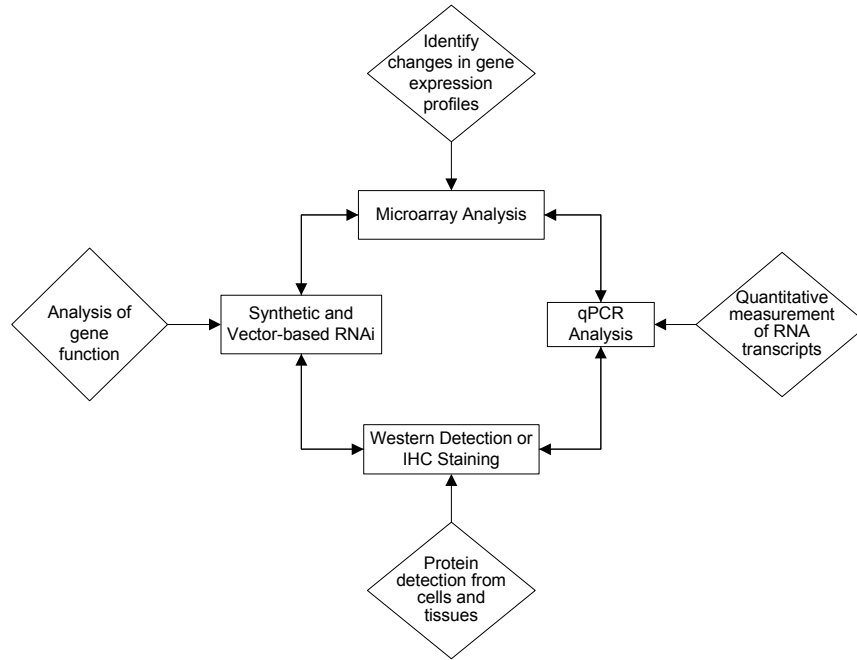 Identify
changes in gene
expression
profiles
Microarray Analysis
Analysis of
gene
function
Synthetic and
Vector-based RNAi
qPCR
Analysis
Quantitative
measurement
of RNA
transcripts
Western Detection or
IHC Staining
Protein
detection from
cells and
tissues